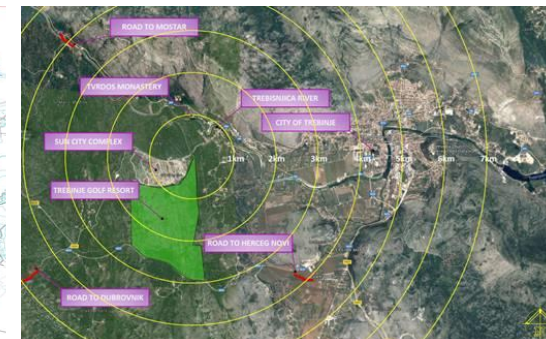 ROAD TO MOSTAR
TVRDOS MONASTERY
TREBISNJICA RIVER
CITY OF TREBINJE
SUN CITY COMPLEX
1km
2km
3km
4km
5km
6km
7km
TREBINJE GOLF RESORT
ROAD TO HERCEG NOVI
ROAD TO DUBROVNIK